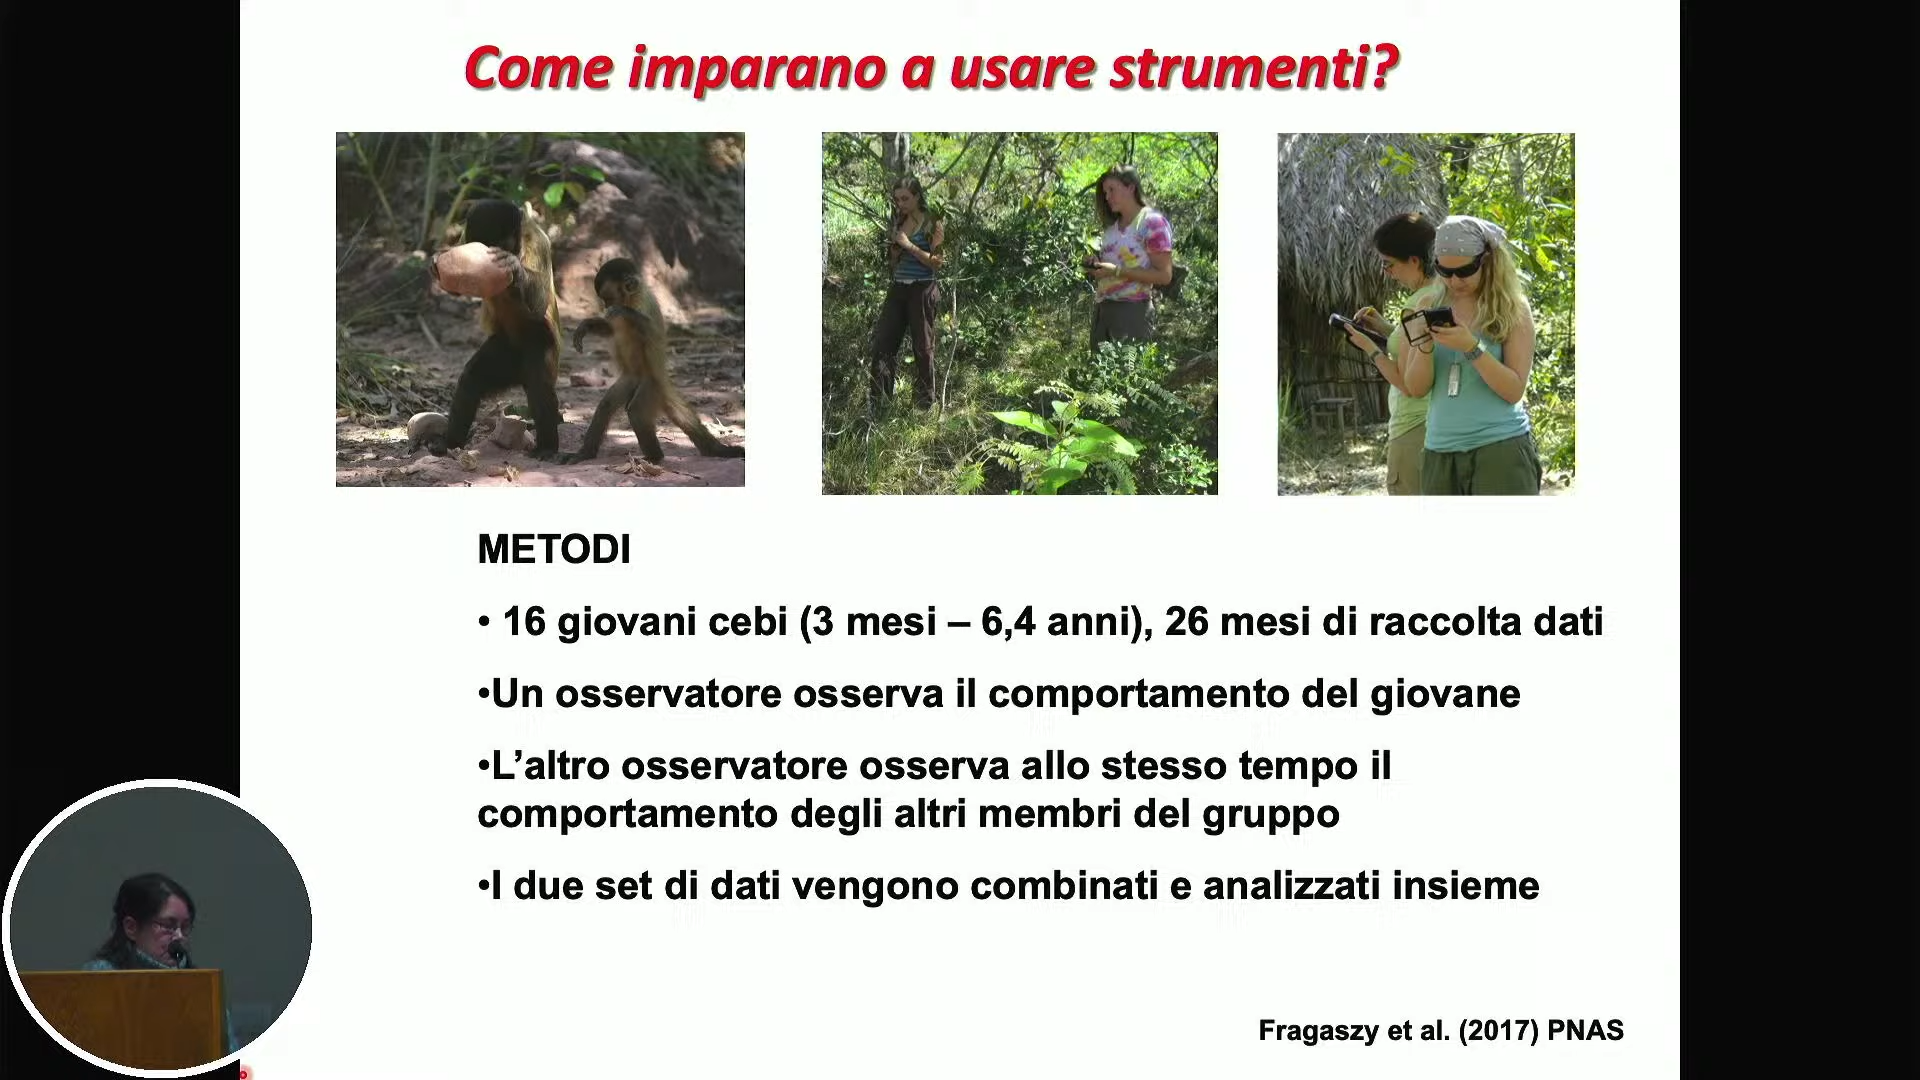 Come imparano a usare strumenti?
METODI
• 16 giovani cebi (3 mesi – 6,4 anni), 26 mesi di raccolta dati
•Un osservatore osserva il comportamento del giovane
•L’altro osservatore osserva allo stesso tempo il
comportamento degli altri membri del gruppo
•I due set di dati vengono combinati e analizzati insieme
Fragaszy et al. (2017) PNAS